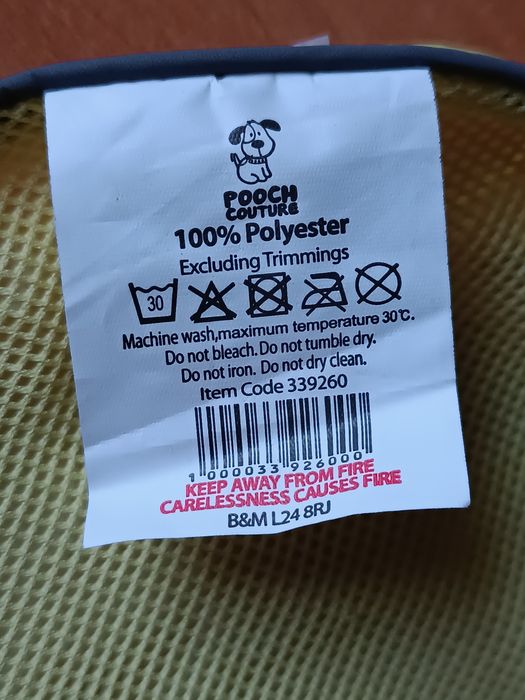 POOCH
COUTURE
100% Polyester
Excluding Trimmings
30
Machine wash,maximum temperature 30℃.
Do not bleach. Do not tumble dry.
Do not iron. Do not dry clean.
Item Code 339260
1 000033 926000
KEEP AWAY FROM FIRE
CARELESSNESS CAUSES FIRE
B&M L24 8RJ